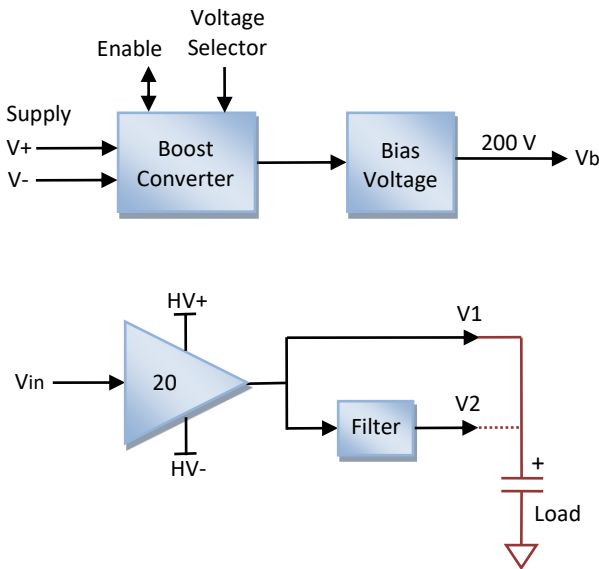 Voltage
Selector
Enable
Supply
V+
V-
Boost
Converter
Bias
Voltage
200 V
Vb
HV+
V1
Vin
20
Filter
V2
HV-
+
Load